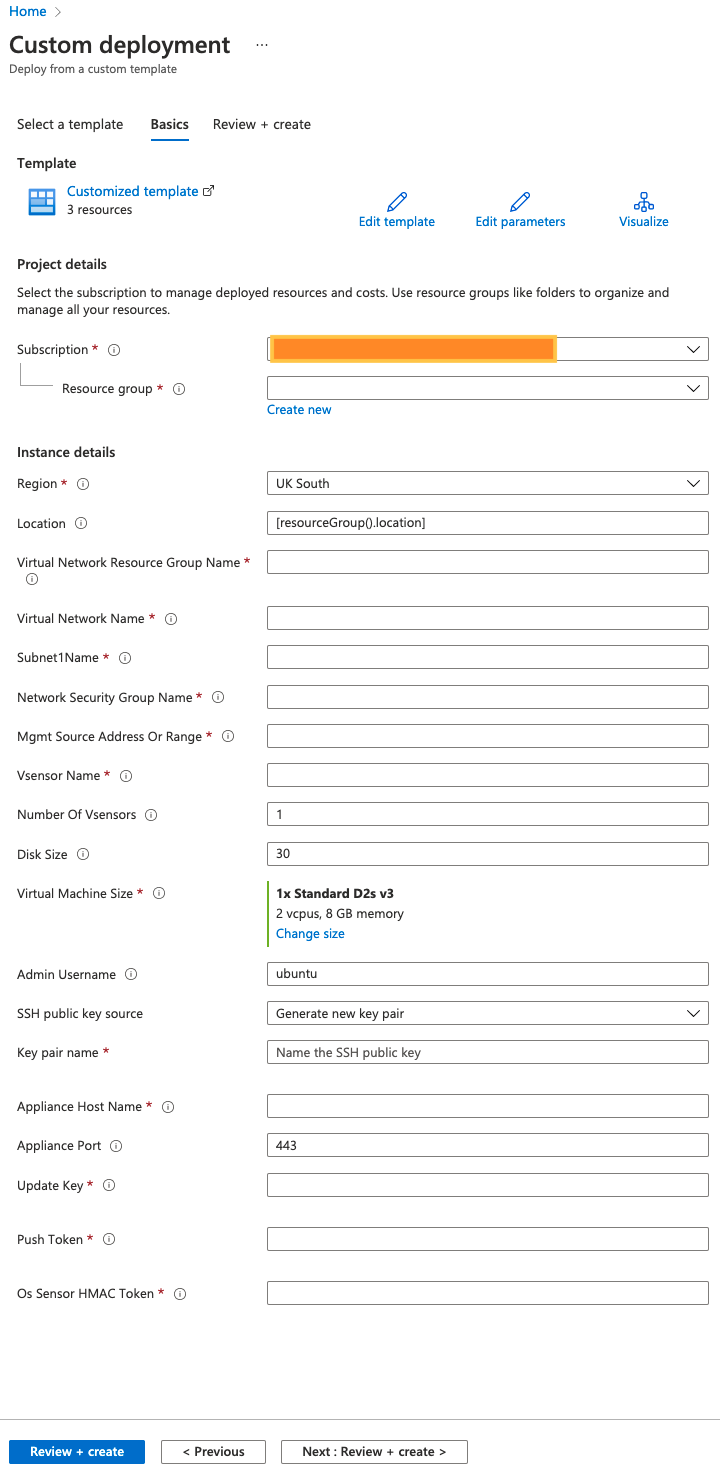 Home
Custom deployment ...
Deploy from a custom template
Select a template Basics Review + create
Template
Customized template
3 resources
Edit template Edit parameters Visualize
Project details
Select the subscription to manage deployed resources and costs. Use resource groups like folders to organize and
manage all your resources.
Subscription *
Resource group *
Create new
Instance details
Region * UK South
Location [resourceGroup().location]
Virtual Network Resource Group Name *
Virtual Network Name *
Subnet1Name *
Network Security Group Name *
Mgmt Source Address Or Range *
Vsensor Name *
Number Of Vsensors 1
Disk Size 30
Virtual Machine Size * 1x Standard D2s v3
2 vcpus, 8 GB memory
Change size
Admin Username ubuntu
SSH public key source Generate new key pair
Key pair name * Name the SSH public key
Appliance Host Name *
Appliance Port 443
Update Key *
Push Token *
Os Sensor HMAC Token *
Review + create < Previous Next : Review + create >